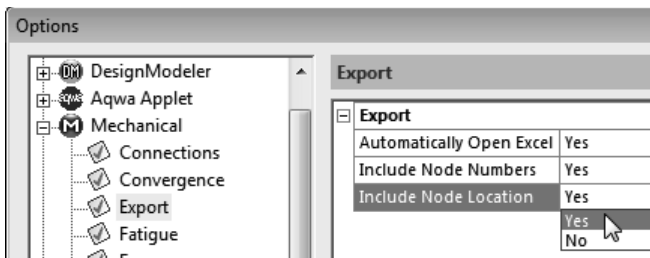 Options
DesignModeler
Aqwa Applet
Mechanical
Connections
Convergence
Export
Fatigue
Export
Export
Automatically Open Excel Yes
Include Node Numbers Yes
Include Node Location Yes
Yes
No